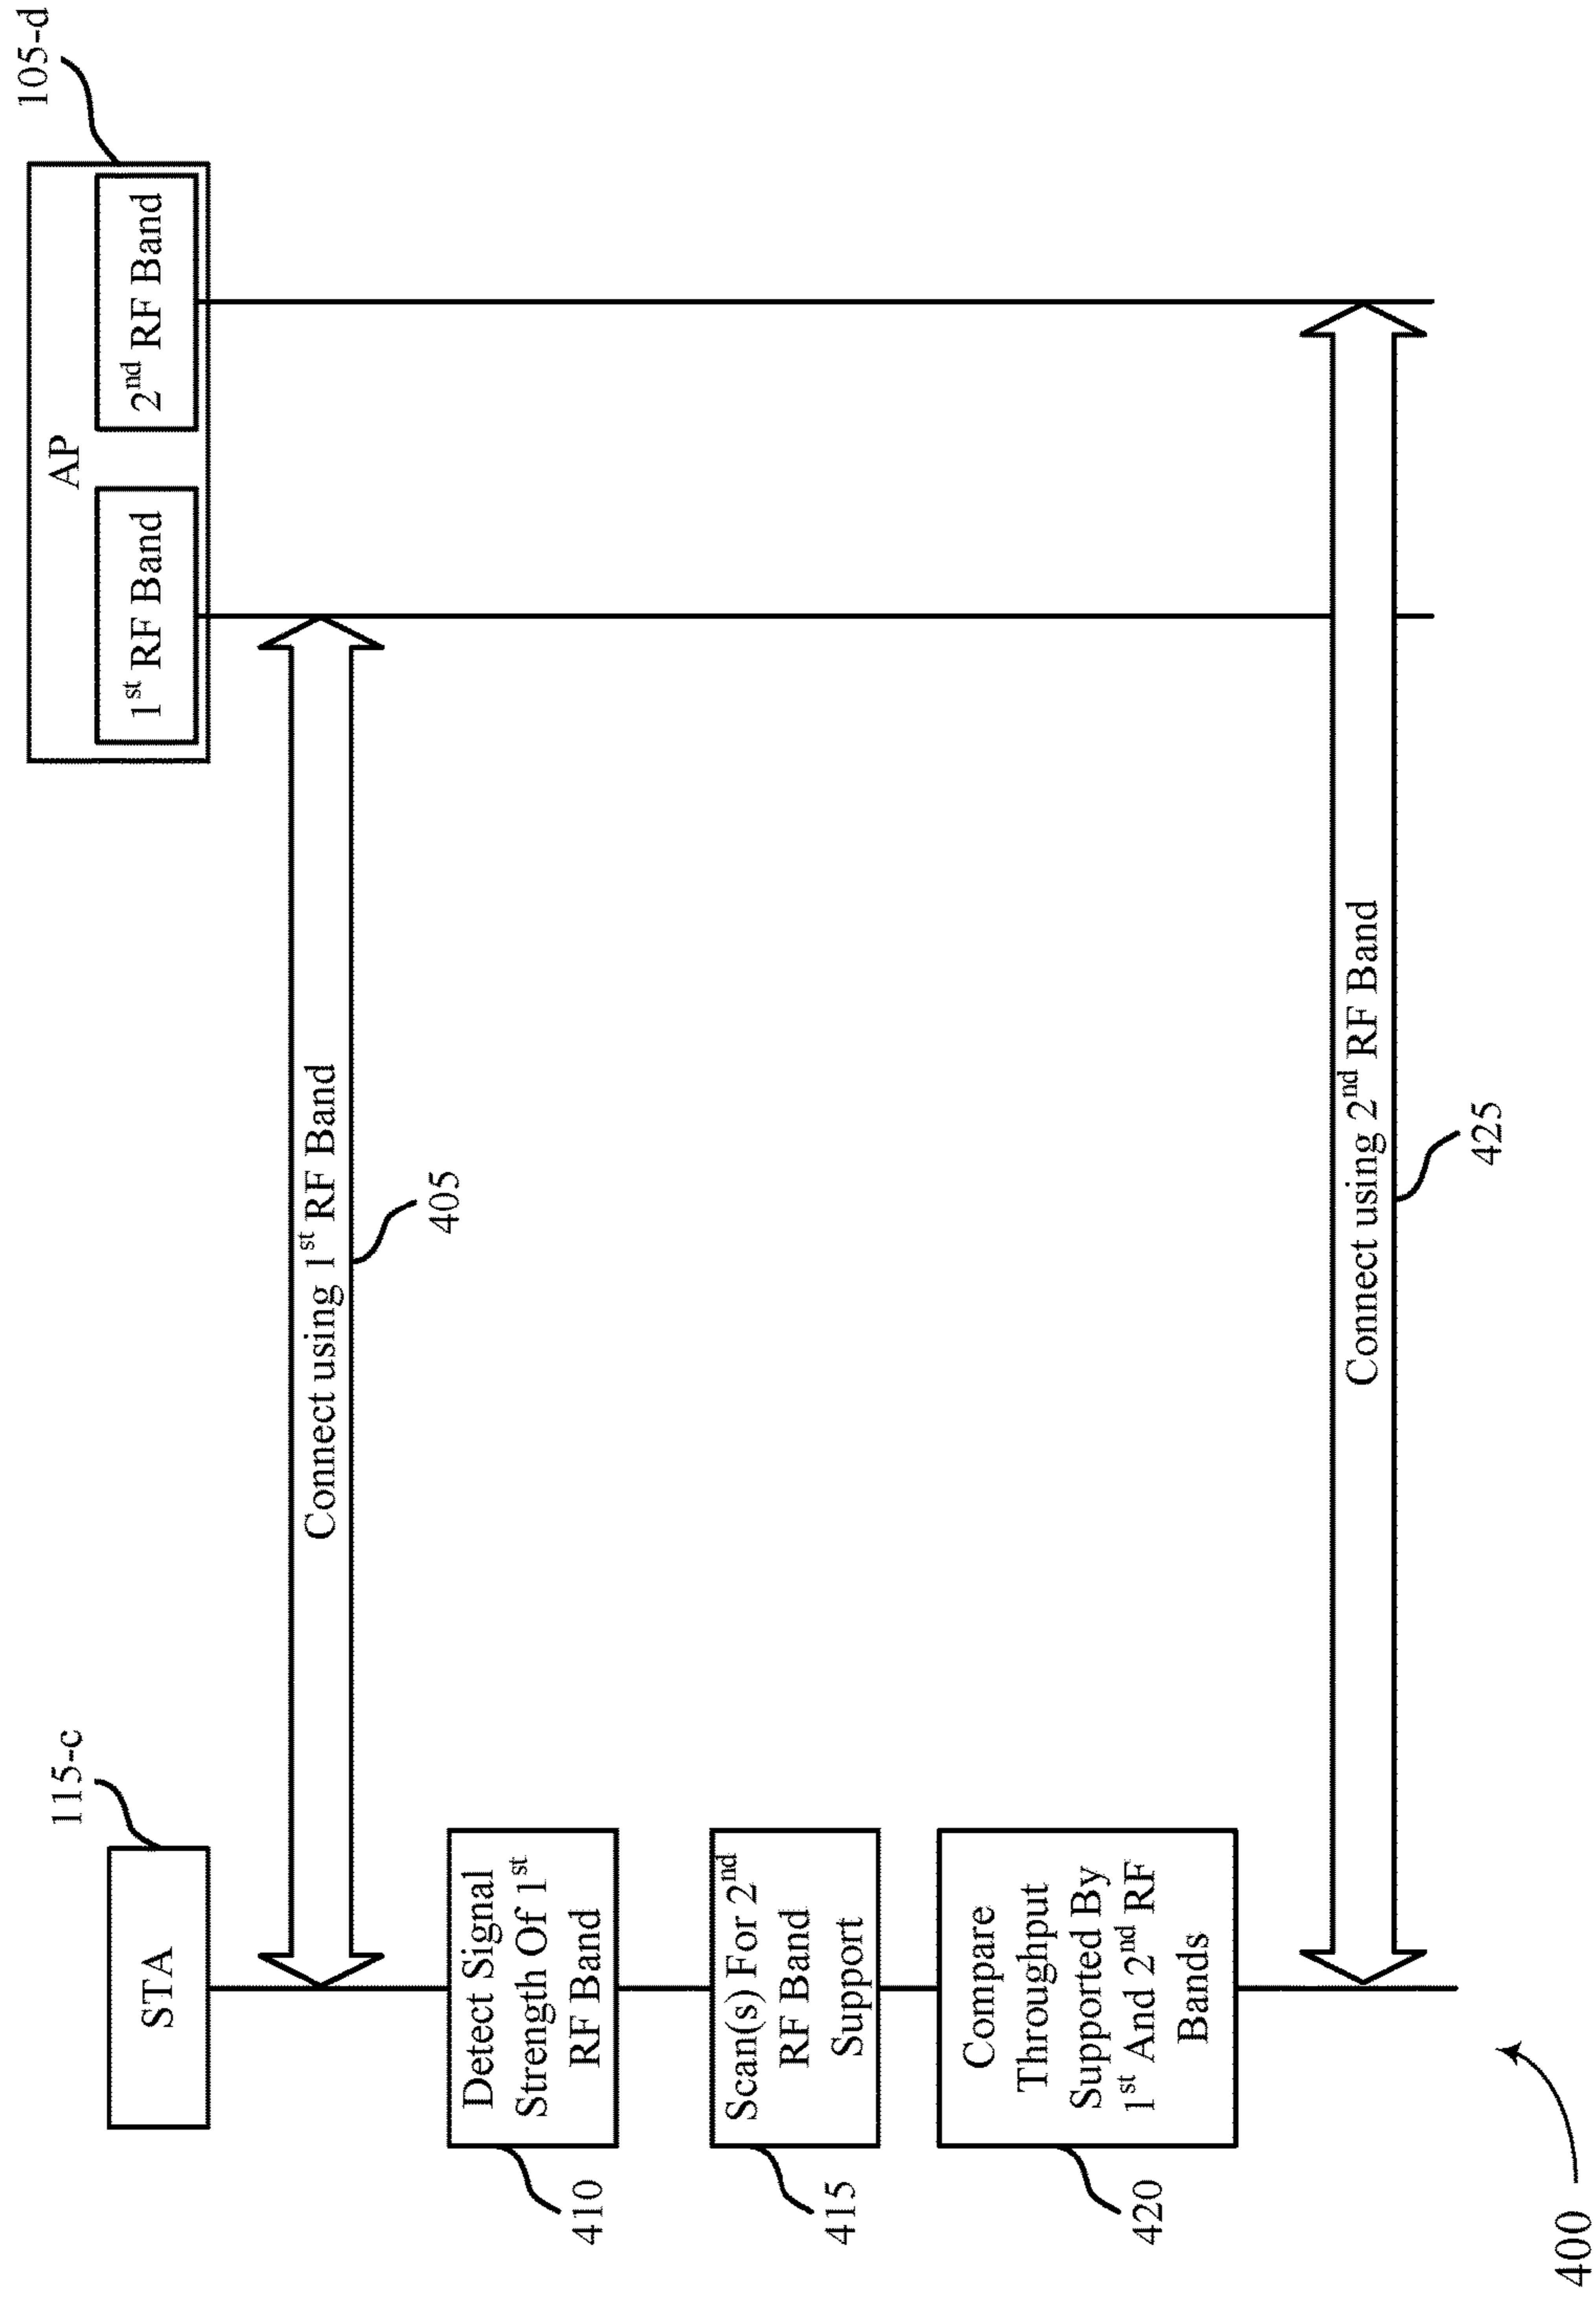 115-c
105-d
STA
AP
1st RF Band
2nd RF Band
Connect using 1st RF Band
405
410
Detect Signal
Strength Of 1st
RF Band
415
Scan(s) For 2nd
RF Band
Support
420
Compare
Throughput
Supported By
1st And 2nd RF
Bands
Connect using 2nd RF Band
425
400